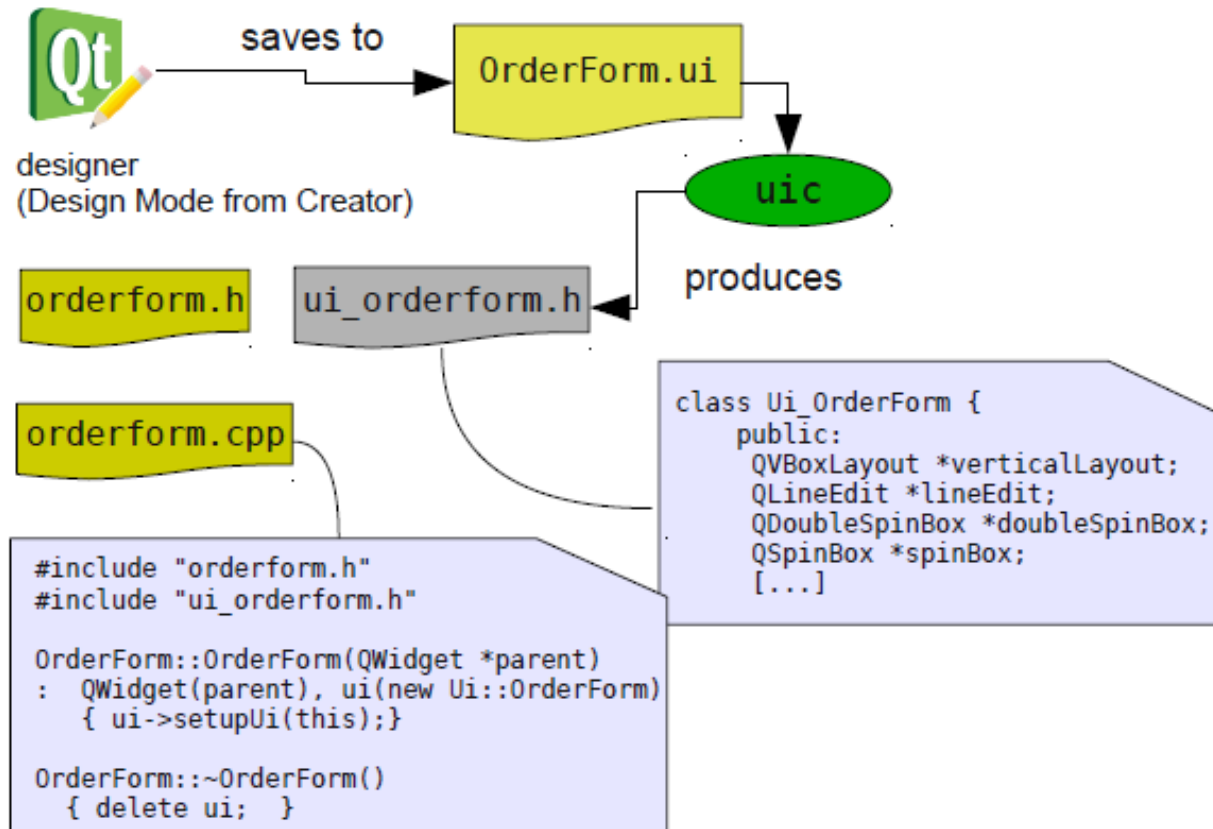 Qt
saves to
OrderForm.ui
designer
(Design Mode from Creator)
uic
produces
orderform.h
ui_orderform.h
orderform.cpp
class Ui_OrderForm {
    public:
     QVBoxLayout *verticalLayout;
     QLineEdit *lineEdit;
     QDoubleSpinBox *doubleSpinBox;
     QSpinBox *spinBox;
     [...]
#include "orderform.h"
#include "ui_orderform.h"
OrderForm::OrderForm(QWidget *parent)
:  QWidget(parent), ui(new Ui::OrderForm)
   { ui->setupUi(this);}
OrderForm::~OrderForm()
  { delete ui;  }